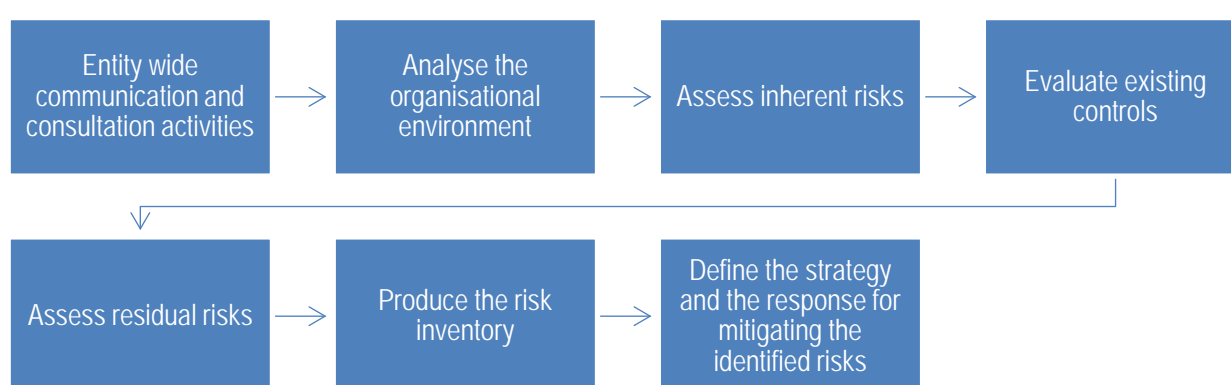 Entity wide
communication and
consultation activities
Analyse the
organisational
environment
Assess inherent risks
Evaluate existing
controls
Assess residual risks
Produce the risk
inventory
Define the strategy
and the response for
mitigating the
identified risks